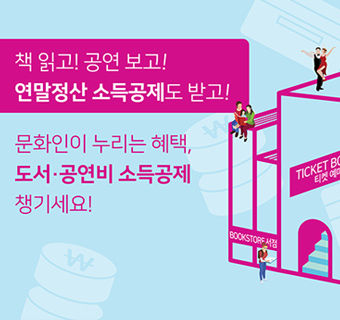 책 읽고! 공연 보고!
연말정산 소득공제도 받고!
문화인이 누리는 혜택,
도서·공연비 소득공제
챙기세요!
TICKET BO
티켓 예매
BOOKSTORE 서점